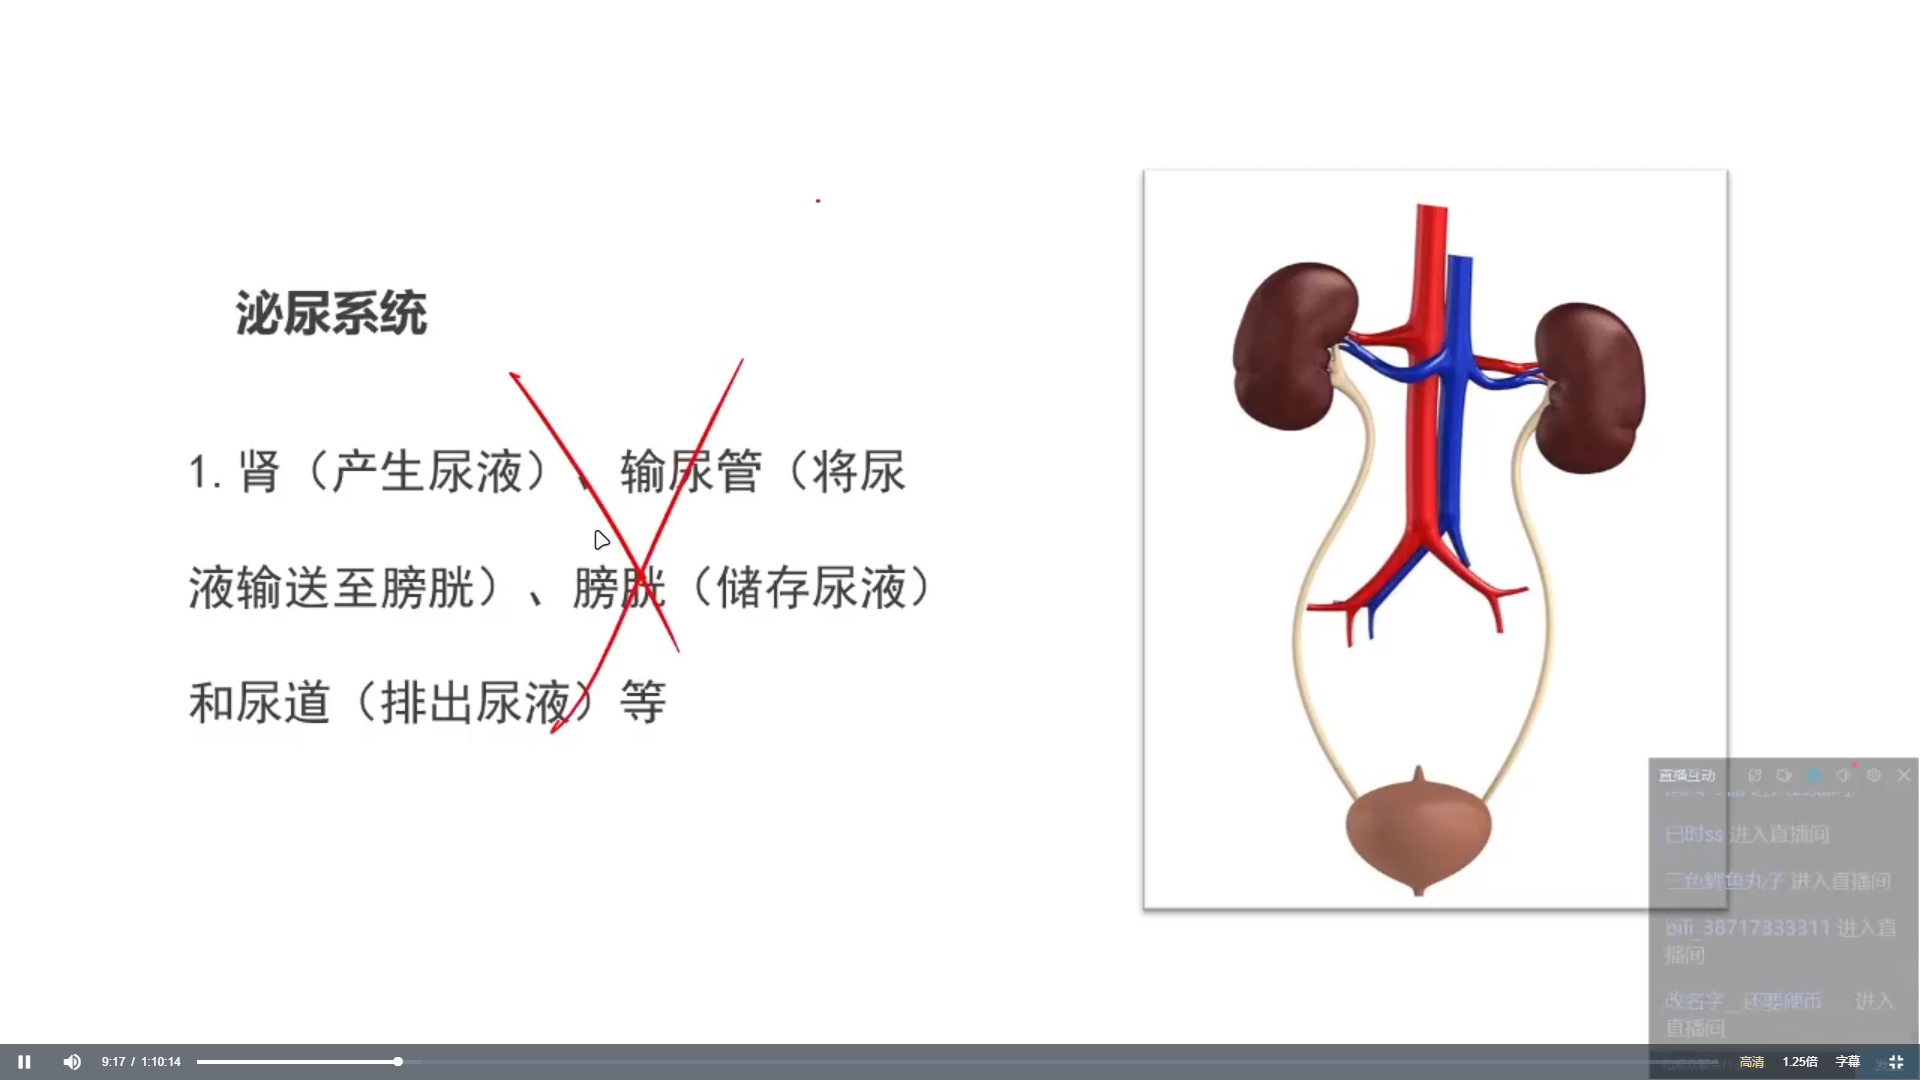 泌尿系统
1. 肾（产生尿液）、输尿管（将尿
液输送至膀胱）、膀胱（储存尿液）
和尿道（排出尿液）等
直播互动
巳时ss 进入直播间
三色鲤鱼丸子 进入直播间
bili_38717333311 进入直
播间
改名字__还要硬币 进入
直播间
9:17 / 1:10:14
高清 1.25倍 字幕